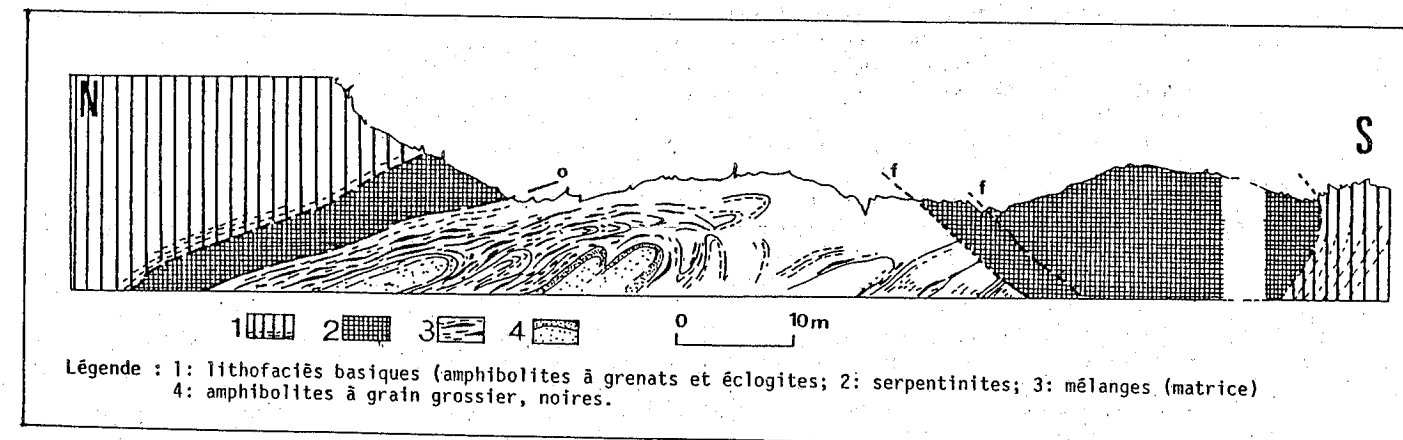 N
S
o
f
f
1 2 3 4
0 10m
Légende : 1: lithofaciès basiques (amphibolites à grenats et éclogites; 2: serpentinites; 3: mélanges (matrice)
4: amphibolites à grain grossier, noires.